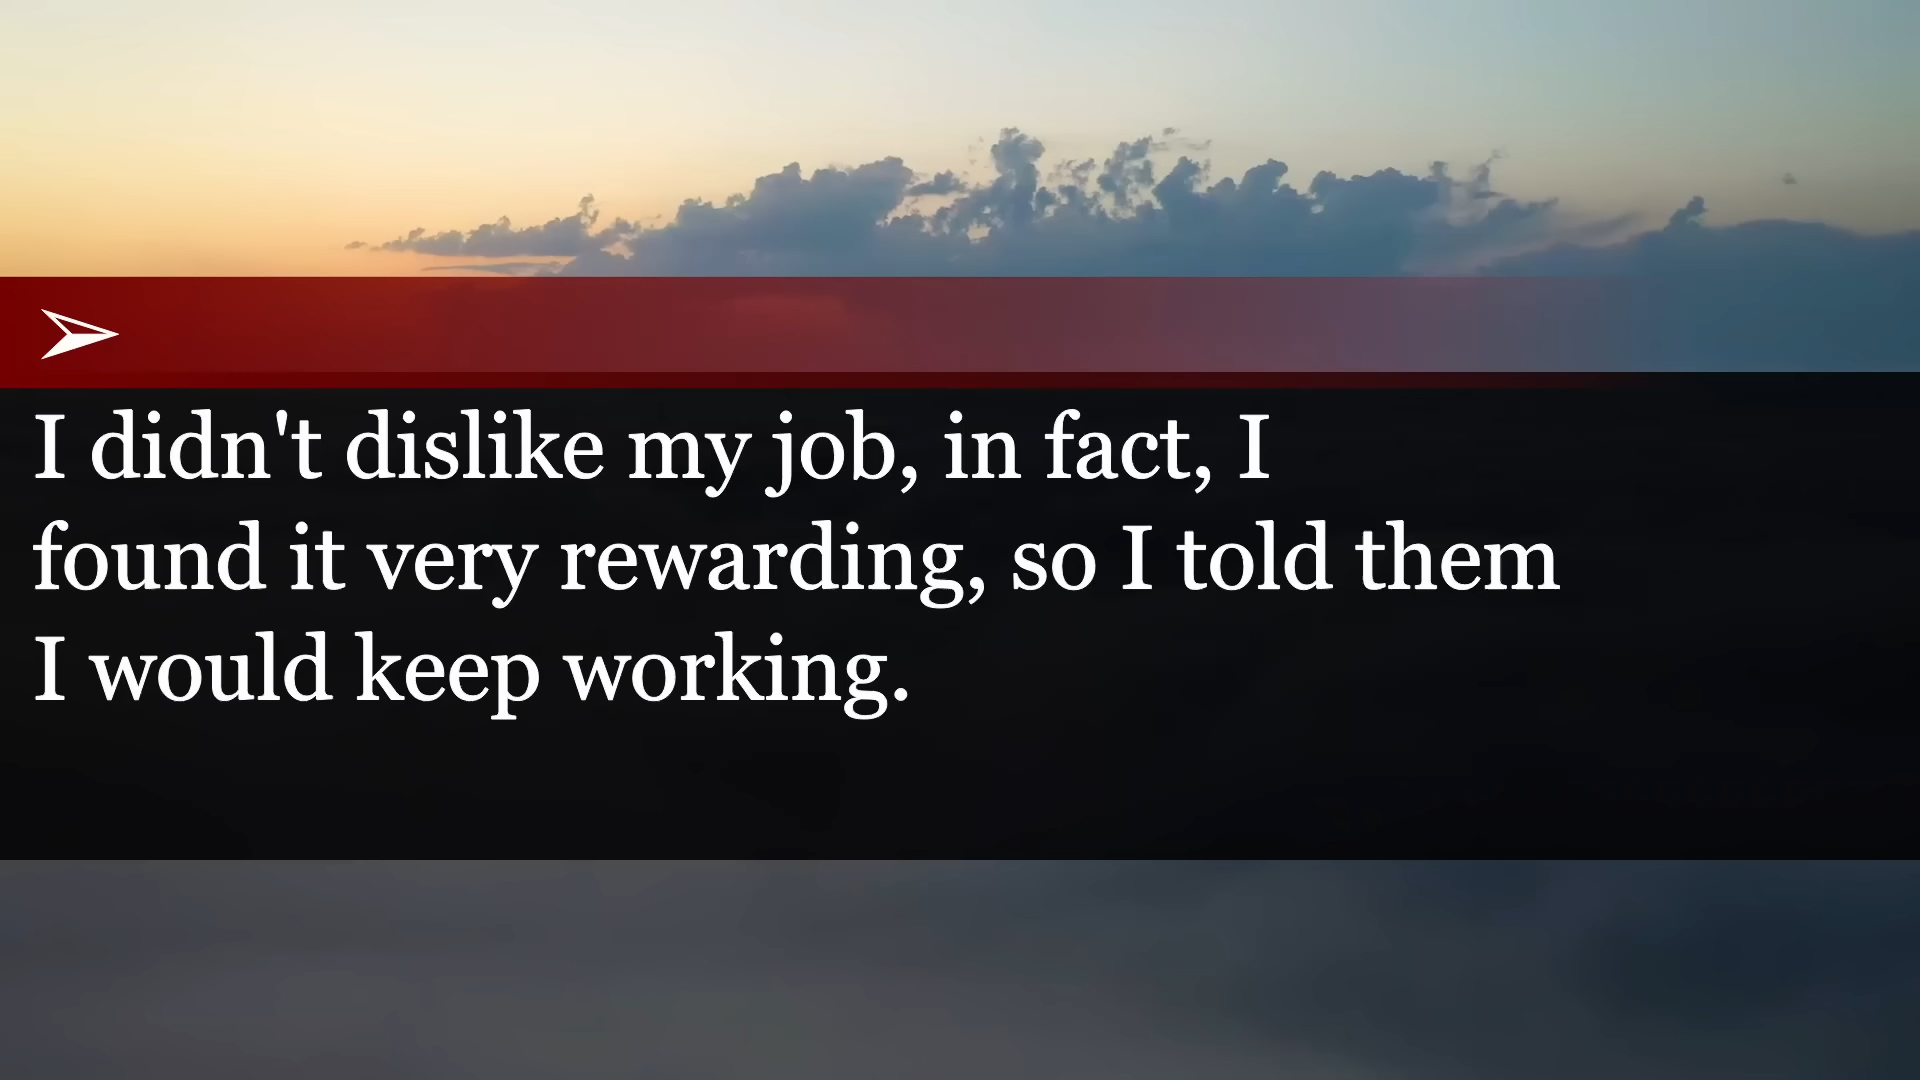 I didn't dislike my job, in fact, I
found it very rewarding, so I told them
I would keep working.